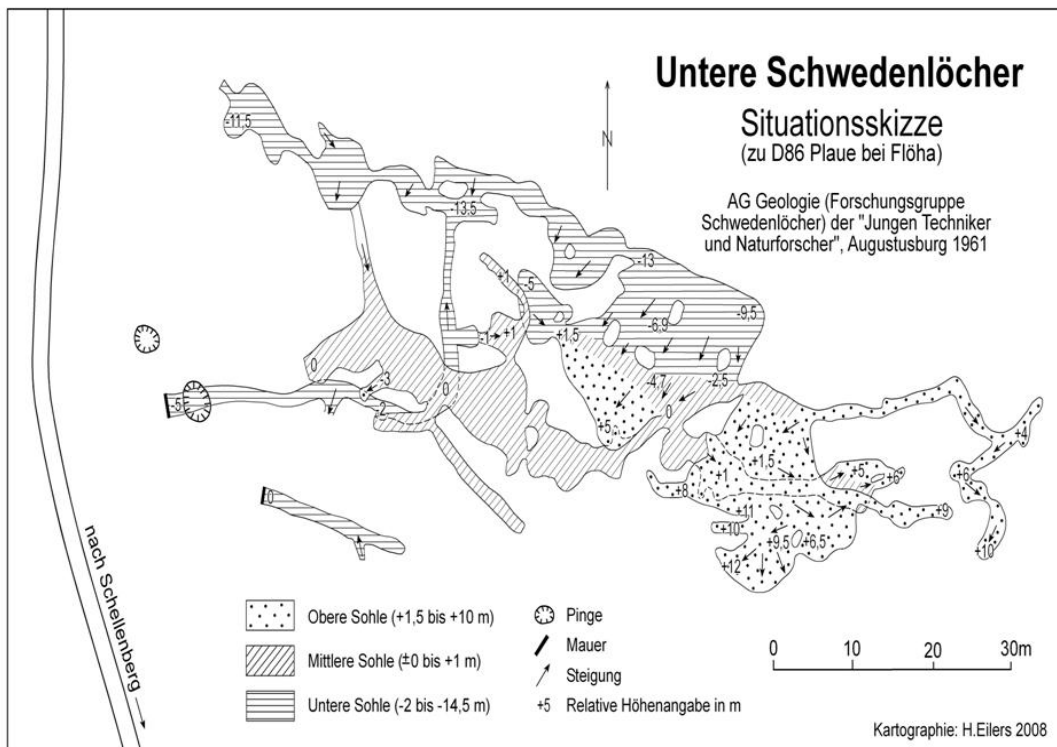 Untere Schwedenlöcher
Situationsskizze
(zu D86 Plaue bei Flöha)
AG Geologie (Forschungsgruppe
Schwedenlöcher) der "Jungen Techniker
und Naturforscher", Augustusburg 1961
N
-11,5
-13,5
-13
+1
-5
-9,5
-6,9
-1
+1
+1,5
-2,5
-4,7
0
-3
0
-5
-2
0
+5
+1,5
+4
+1
+5
+6
+6
+8
+11
+9
+10
+9,5
+6,5
+10
+12
0
nach Schellenberg
Obere Sohle (+1,5 bis +10 m)
Mittlere Sohle (±0 bis +1 m)
Untere Sohle (-2 bis -14,5 m)
Pinge
Mauer
Steigung
+5 Relative Höhenangabe in m
0 10 20 30m
Kartographie: H.Eilers 2008